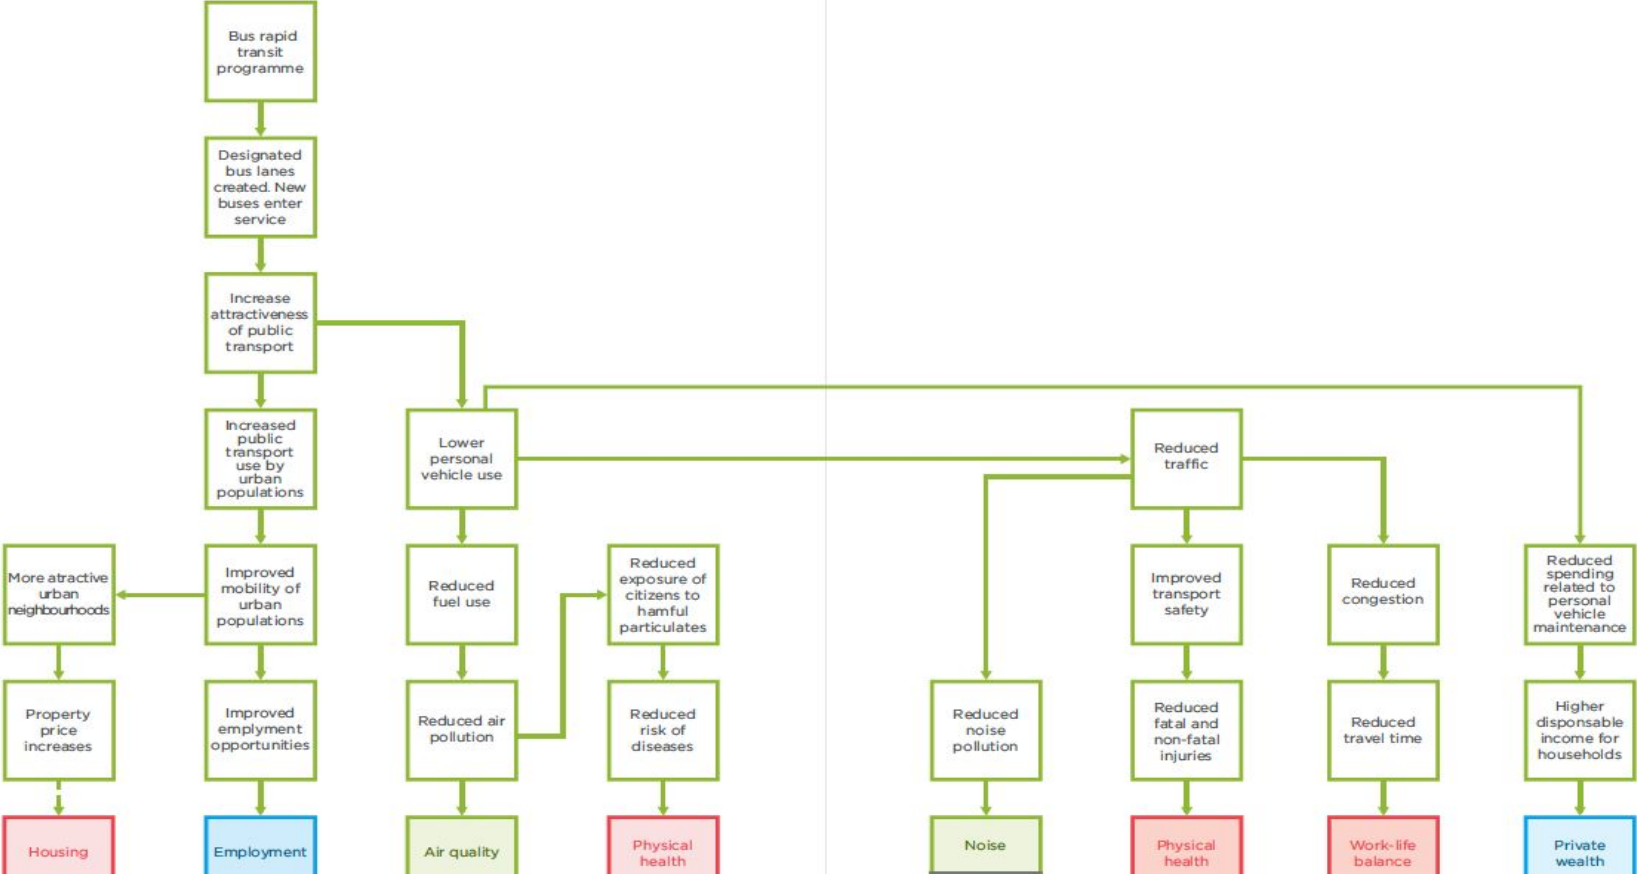 Bus rapid
transit
programme
Designated
bus lanes
created. New
buses enter
service
Increase
attractiveness
of public
transport
Increased
public
transport
use by
urban
populations
Lower
personal
vehicle use
Reduced
traffic
More atractive
urban
neighbourhoods
Improved
mobility of
urban
populations
Reduced
fuel use
Reduced
exposure of
citizens to
hamful
particulates
Improved
transport
safety
Reduced
congestion
Reduced
spending
related to
personal
vehicle
maintenance
Property
price
increases
Improved
emplyment
opportunities
Reduced air
pollution
Reduced
risk of
diseases
Reduced
noise
pollution
Reduced
fatal and
non-fatal
injuries
Reduced
travel time
Higher
disponsable
income for
households
Housing
Employment
Air quality
Physical
health
Noise
Physical
health
Work-life
balance
Private
wealth